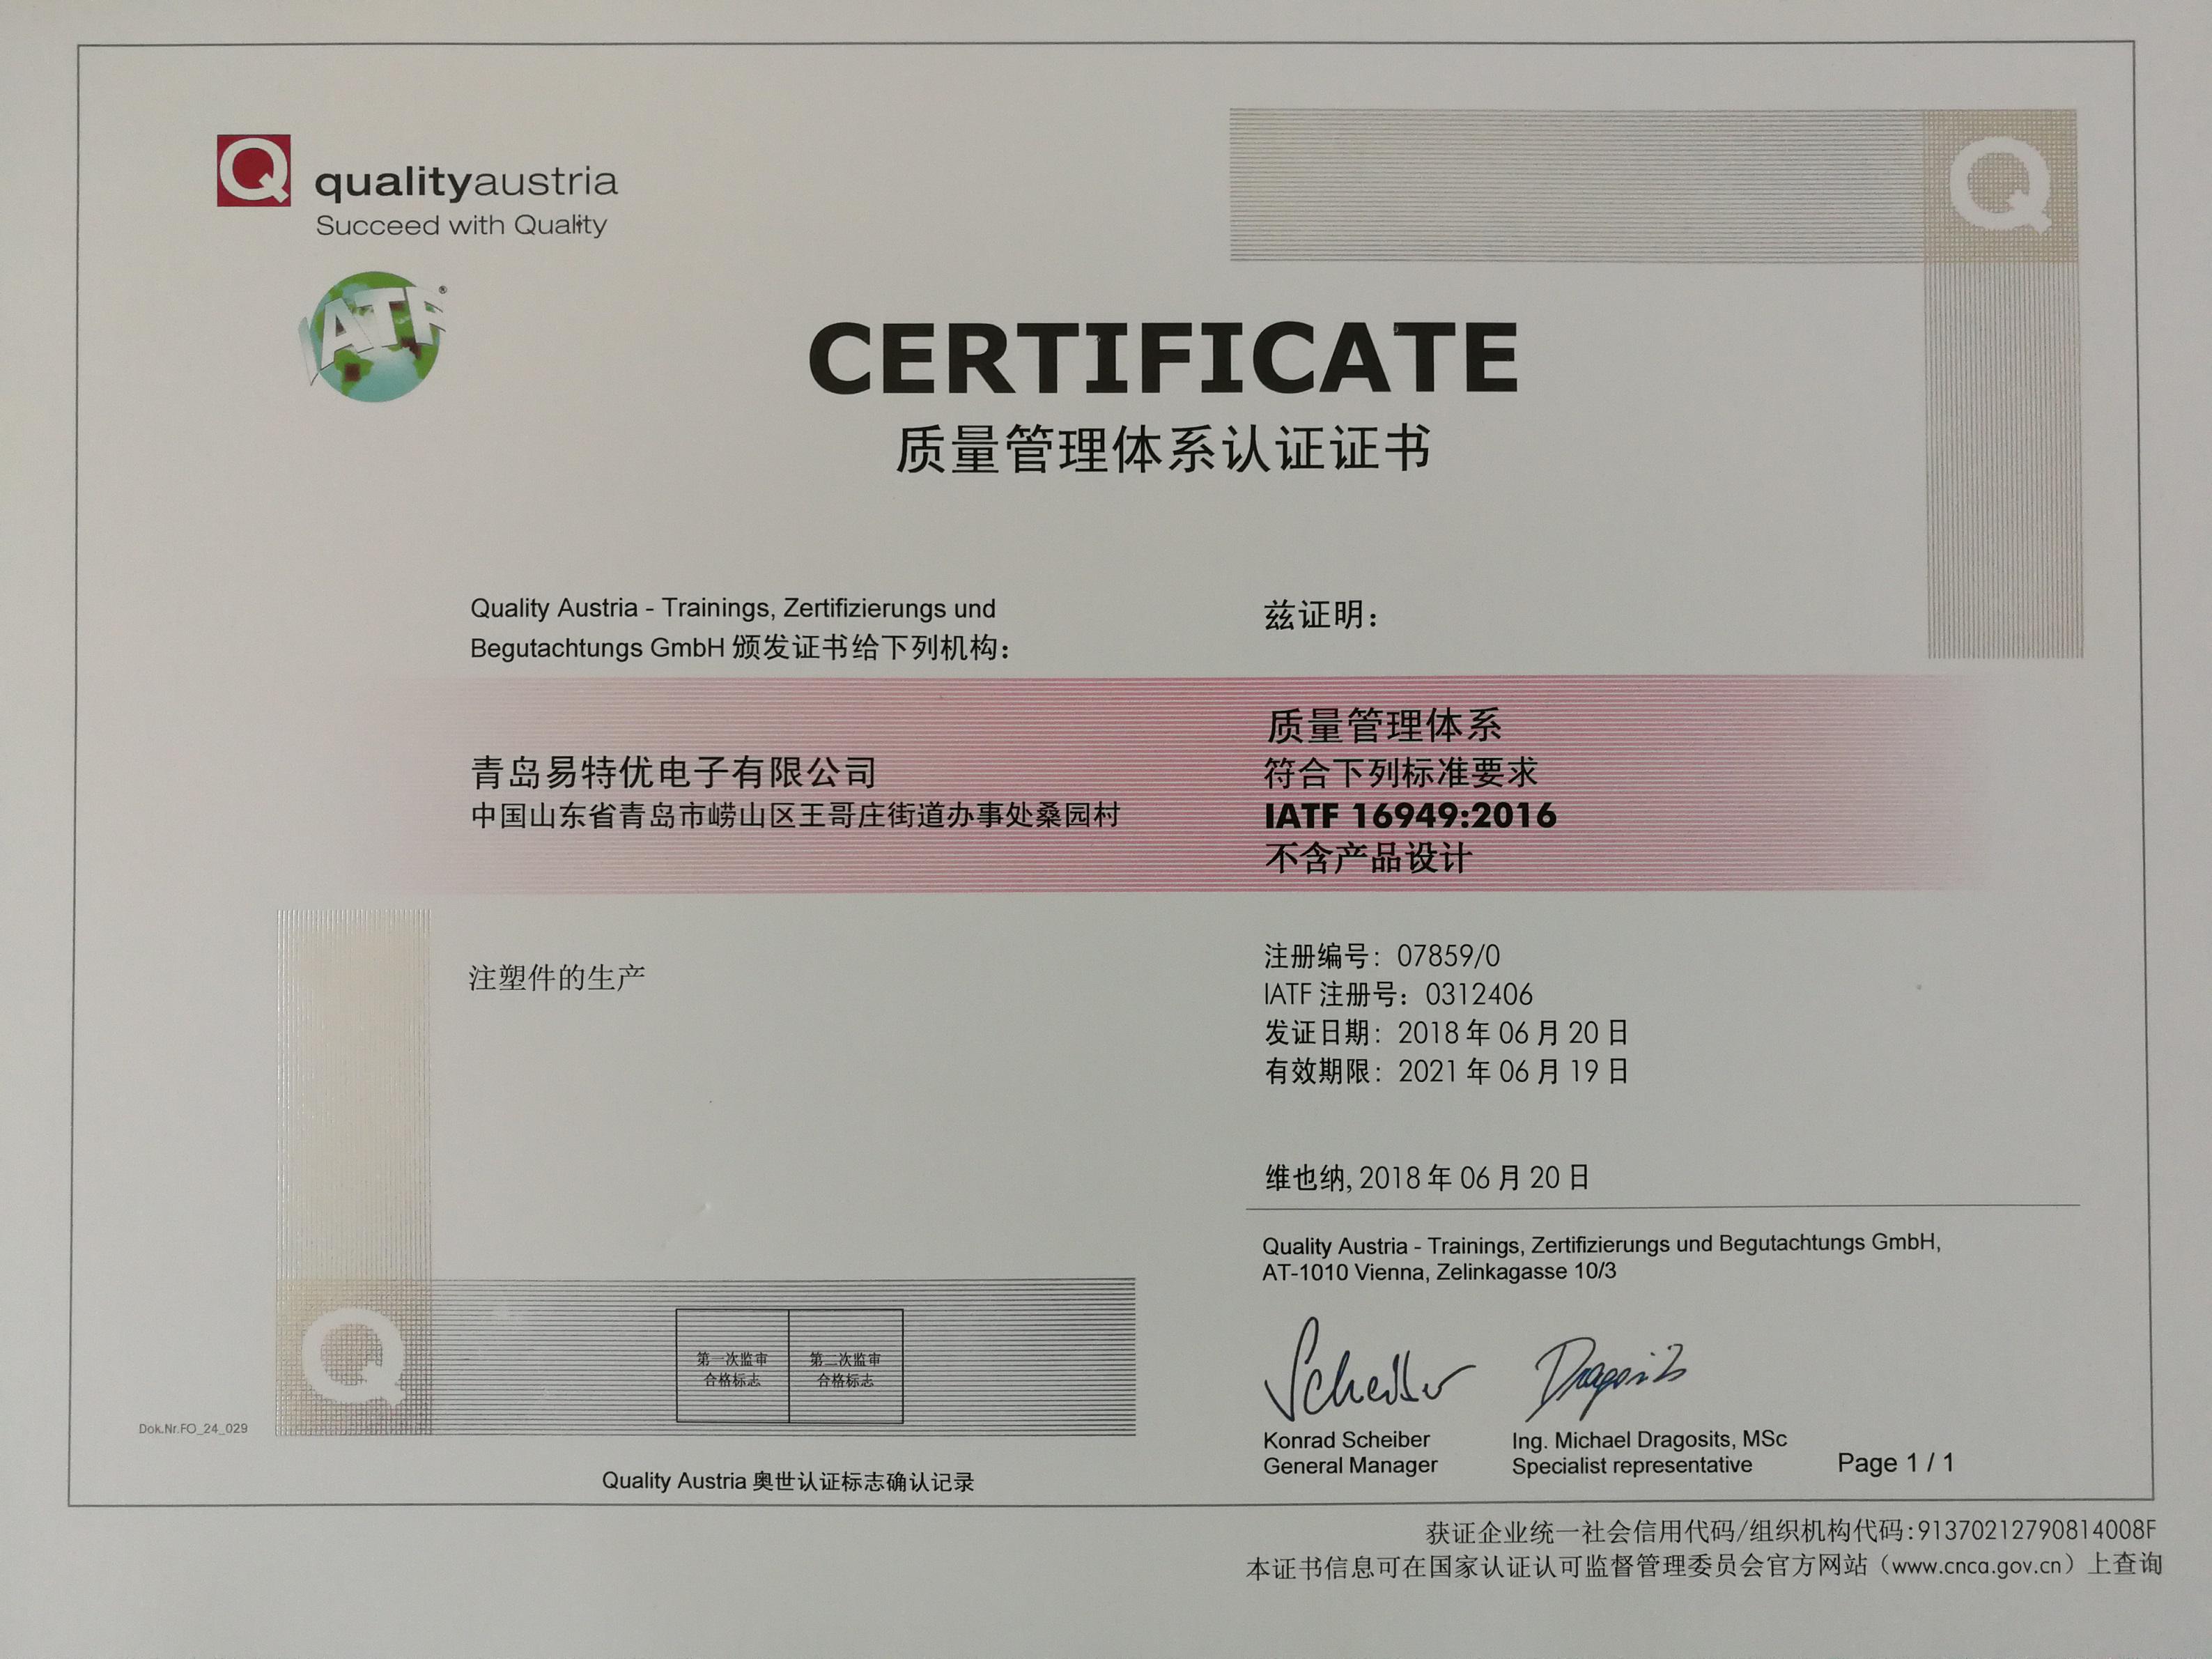 Q
qualityaustria
Succeed with Quality
Q
IATF®
CERTIFICATE
质量管理体系认证证书
Quality Austria - Trainings, Zertifizierungs und
Begutachtungs GmbH 颁发证书给下列机构：
兹证明：
青岛易特优电子有限公司
中国山东省青岛市崂山区王哥庄街道办事处桑园村
质量管理体系
符合下列标准要求
IATF 16949:2016
不含产品设计
注塑件的生产
注册编号： 07859/0
IATF 注册号： 0312406
发证日期： 2018 年 06 月 20 日
有效期限： 2021 年 06 月 19 日
维也纳, 2018 年 06 月 20 日
Quality Austria - Trainings, Zertifizierungs und Begutachtungs GmbH,
AT-1010 Vienna, Zelinkagasse 10/3
Q
第一次监审 第二次监审
合格标志 合格标志
Scheiber Dragosits
Konrad Scheiber Ing. Michael Dragosits, MSc
General Manager Specialist representative
Page 1 / 1
Dok.Nr.FO_24_029
Quality Austria 奥世认证标志确认记录
获证企业统一社会信用代码/组织机构代码:91370212790814008F
本证书信息可在国家认证认可监督管理委员会官方网站（www.cnca.gov.cn）上查询